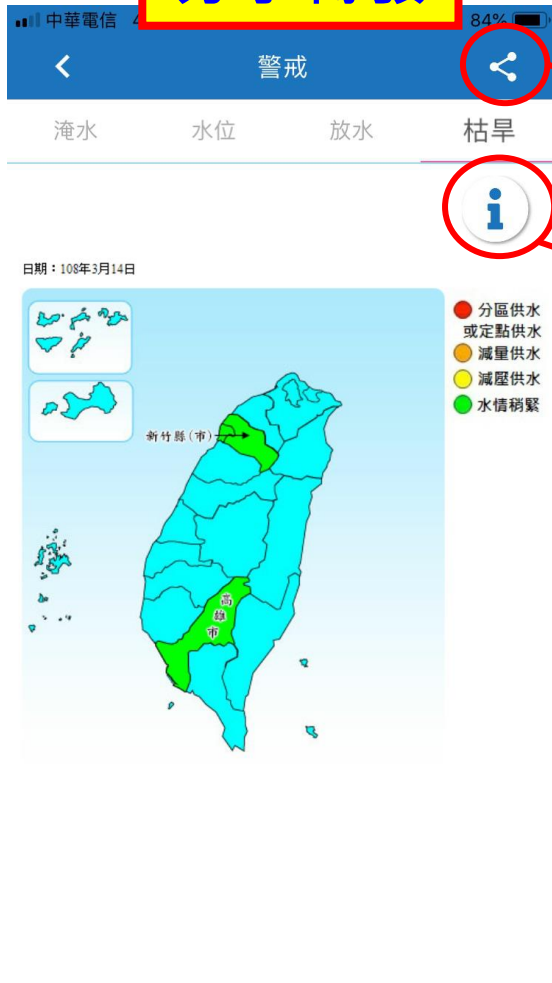 中華電信
84%
警戒
淹水 水位 放水 枯旱
i
日期：108年3月14日
分區供水
或定點供水
減量供水
減壓供水
水情稍緊
新竹縣(市)
高雄市